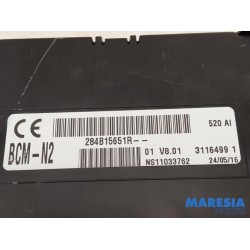 CE
520 AI
284B15651R--
BCM-N2
01 V8.01
3116499 1
NS11033762
24/05/16
MARESIA